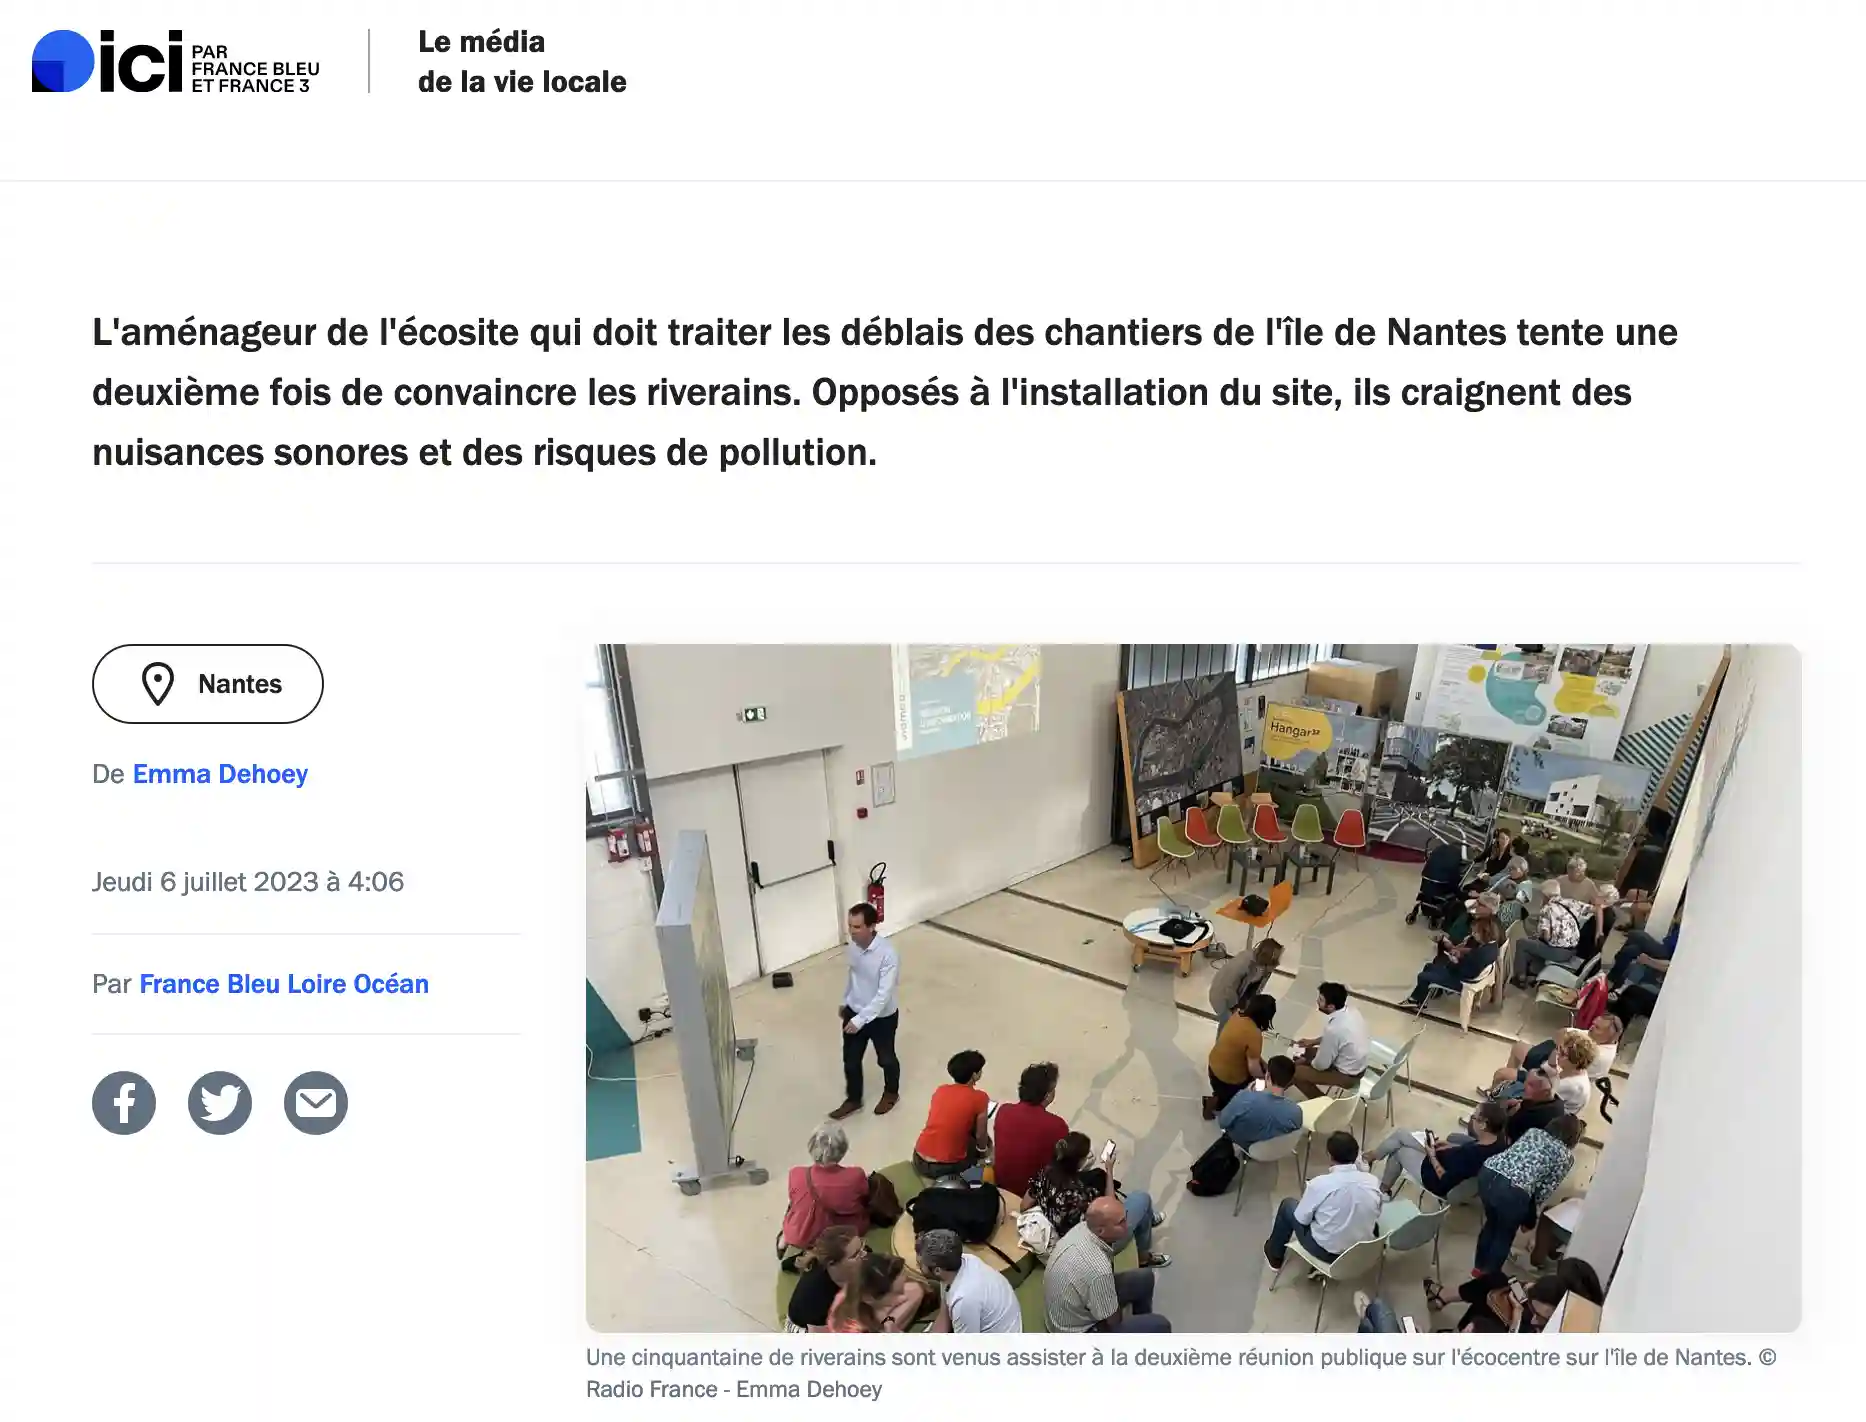 ici PAR
FRANCE BLEU
ET FRANCE 3
Le média
de la vie locale
L'aménageur de l'écosite qui doit traiter les déblais des chantiers de l'île de Nantes tente une
deuxième fois de convaincre les riverains. Opposés à l'installation du site, ils craignent des
nuisances sonores et des risques de pollution.
Nantes
De Emma Dehoey
Jeudi 6 juillet 2023 à 4:06
Par France Bleu Loire Océan
Hangar 32
Une cinquantaine de riverains sont venus assister à la deuxième réunion publique sur l'écocentre sur l'île de Nantes. ©
Radio France - Emma Dehoey